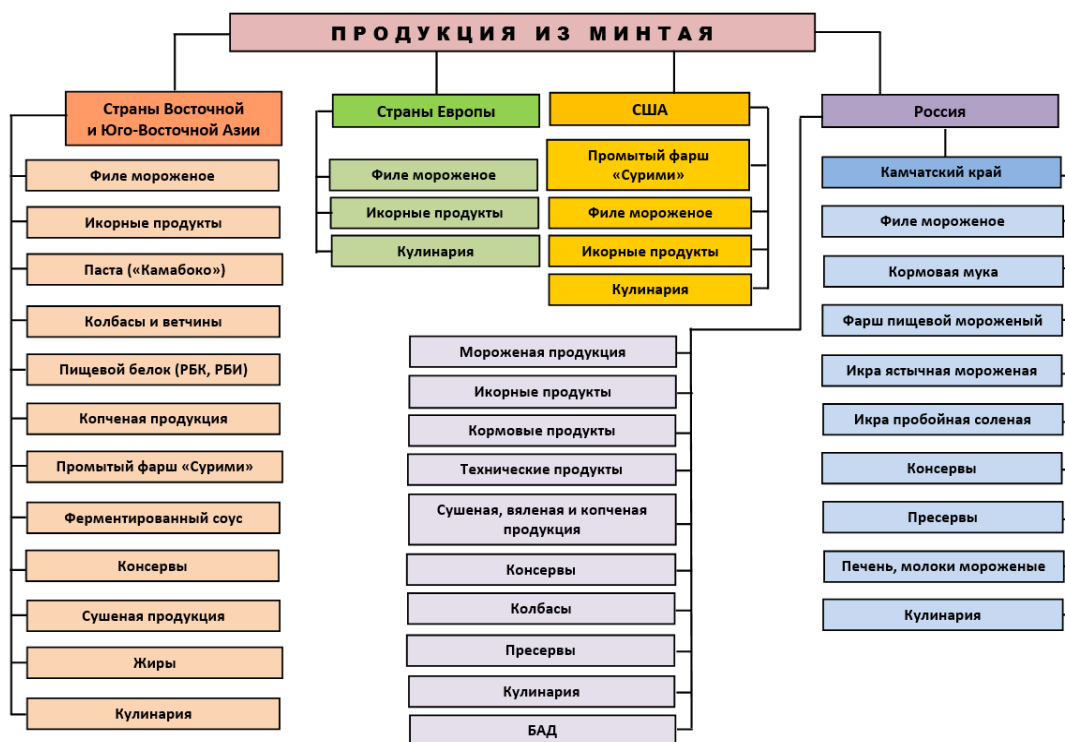 ПРОДУКЦИЯ ИЗ МИНТАЯ
Страны Восточной
и Юго-Восточной Азии
Филе мороженое
Икорные продукты
Паста («Камабоко»)
Колбасы и ветчины
Пищевой белок (РБК, РБИ)
Копченая продукция
Промытый фарш «Сурими»
Ферментированный соус
Консервы
Сушеная продукция
Жиры
Кулинария
Страны Европы
Филе мороженое
Икорные продукты
Кулинария
США
Промытый фарш
«Сурими»
Филе мороженое
Икорные продукты
Кулинария
Россия
Мороженая продукция
Икорные продукты
Кормовые продукты
Технические продукты
Сушеная, вяленая и копченая
продукция
Консервы
Колбасы
Пресервы
Кулинария
БАД
Камчатский край
Филе мороженое
Кормовая мука
Фарш пищевой мороженый
Икра ястычная мороженая
Икра пробойная соленая
Консервы
Пресервы
Печень, молоки мороженые
Кулинария